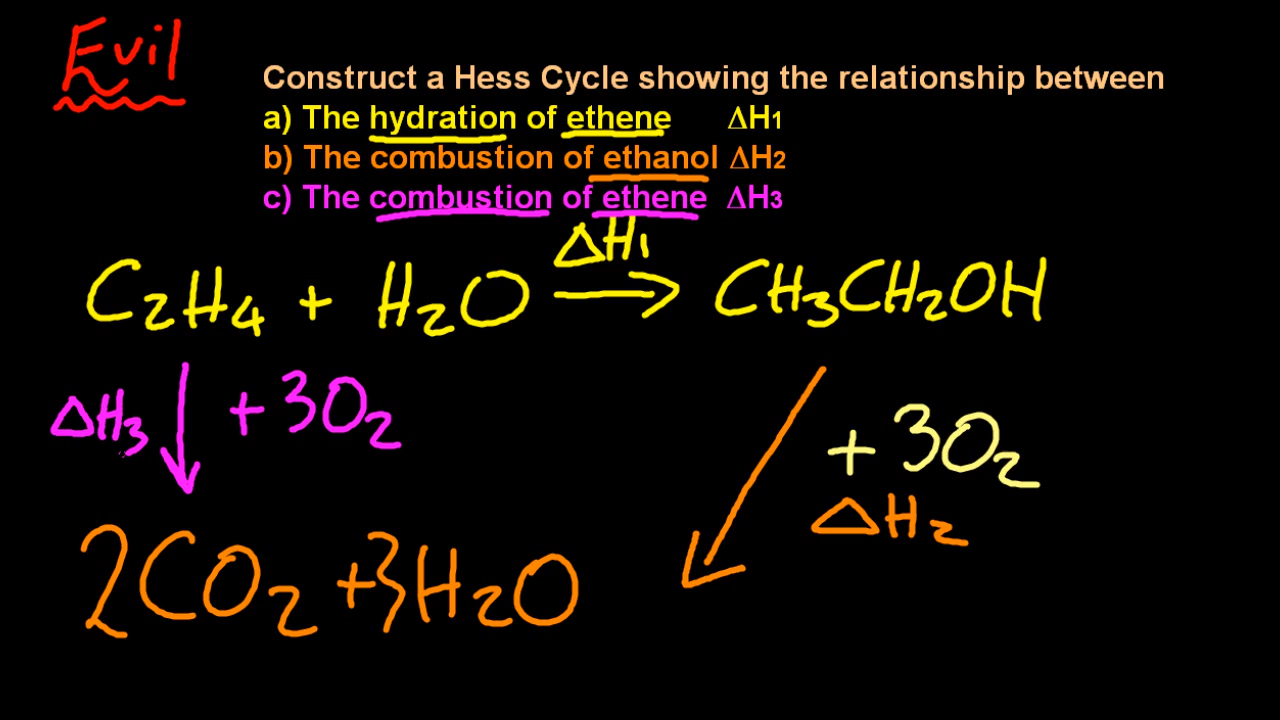 Evil
Construct a Hess Cycle showing the relationship between
a) The hydration of ethene ΔH1
b) The combustion of ethanol ΔH2
c) The combustion of ethene ΔH3
C2H4 + H2O ΔH1 → CH3CH2OH
ΔH3 ↓ + 3O2
+ 3O2
ΔH2
2CO2 + 3H2O